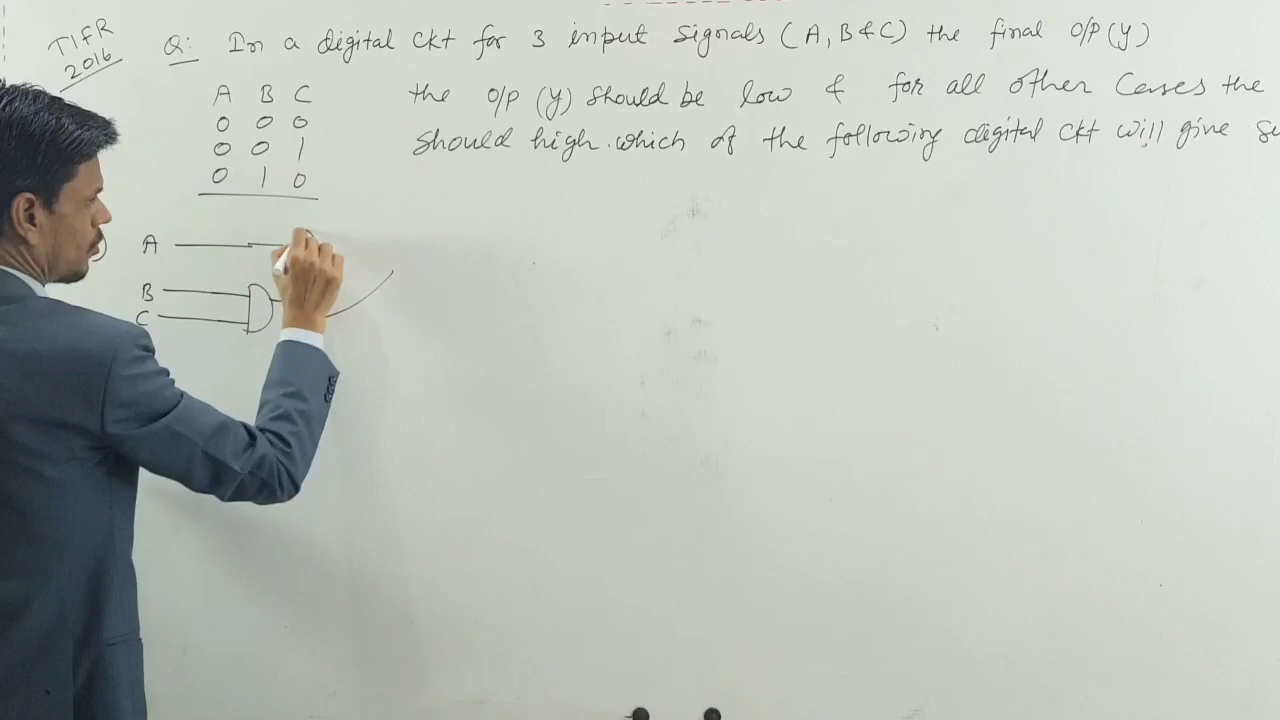 TIFR
2016
Q: In a digital ckt for 3 input signals (A, B & C) the final o/p (y)
A B C
0 0 0
0 0 1
0 1 0
the o/p (y) should be low & for all other cases the
should high. which of the following digital ckt will give
A
B
C